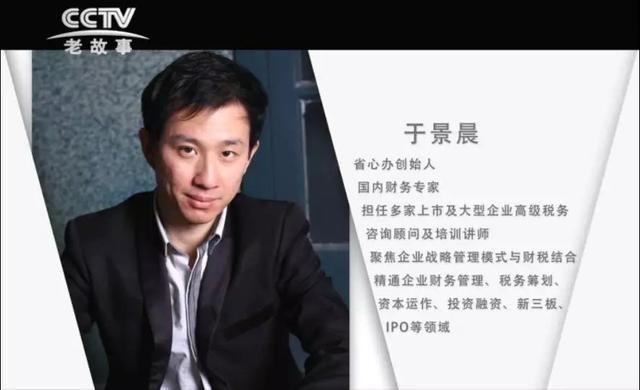 CCTV
老故事
于景晨
省心办创始人
国内财务专家
担任多家上市及大型企业高级税务
咨询顾问及培训讲师
聚焦企业战略管理模式与财税结合
精通企业财务管理、税务筹划、
资本运作、投资融资、新三板、
IPO等领域